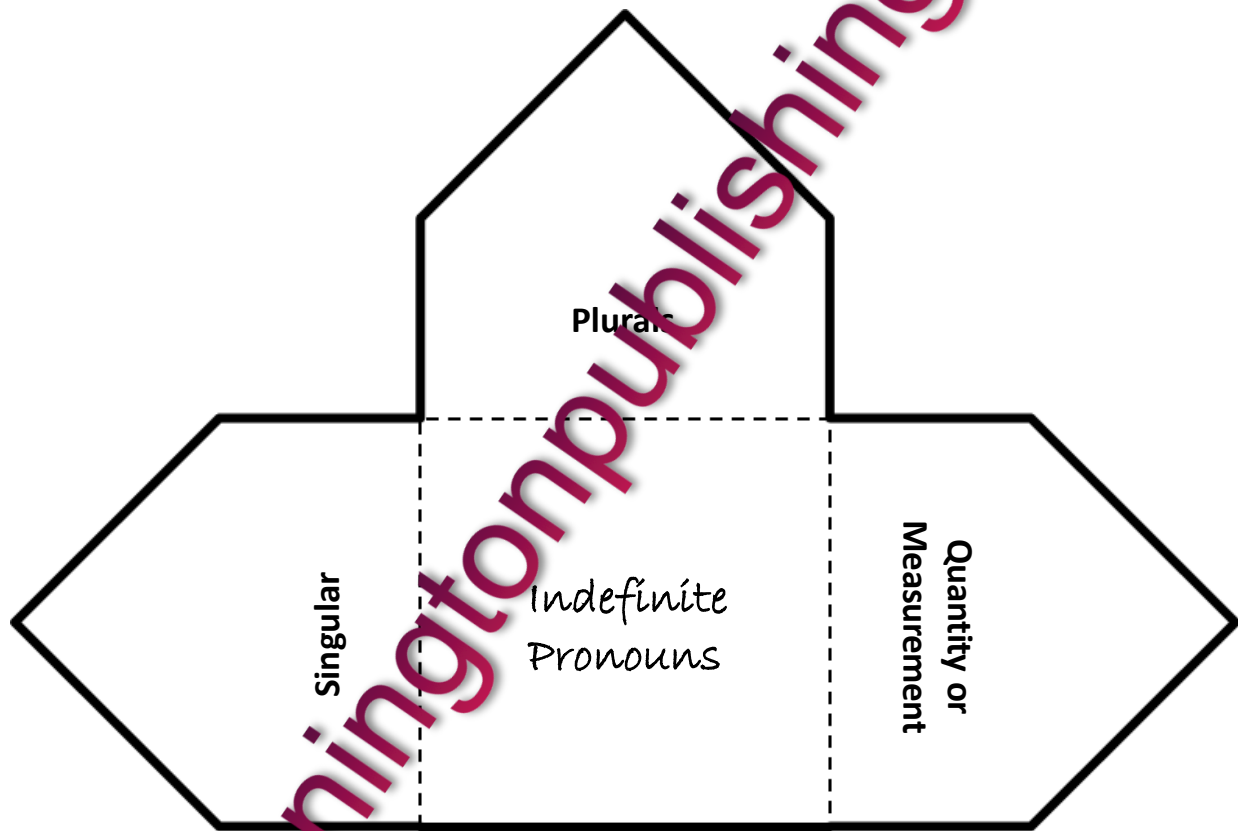 Plurals
Singular
Indefinite
Pronouns
Quantity or
Measurement
ningtonpublishing